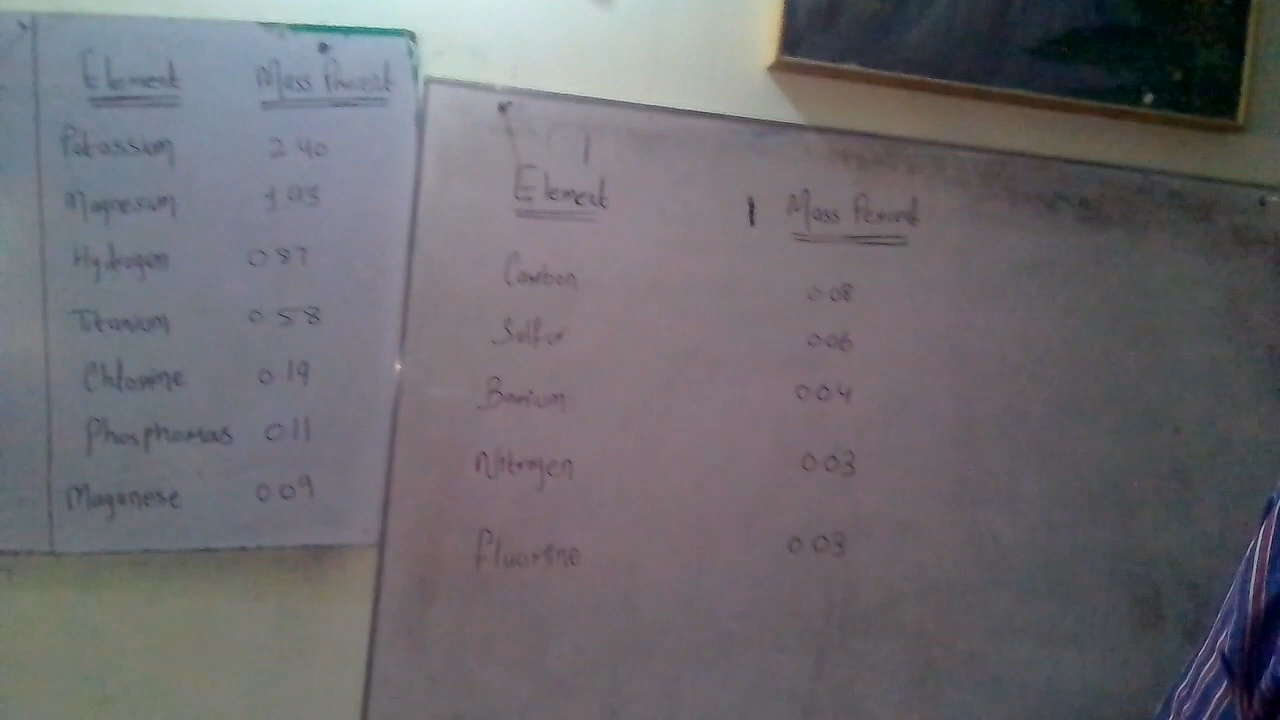 Element Mass Percent
Potassium 2.40
Magnesium 1.93
Hydrogen 0.87
Titanium 0.58
Chlorine 0.19
Phosphorus 0.11
Maganese 0.09
Element Mass Percent
Carbon 0.08
Sulfur 0.06
Barium 0.04
Nitrogen 0.03
Fluorine 0.03